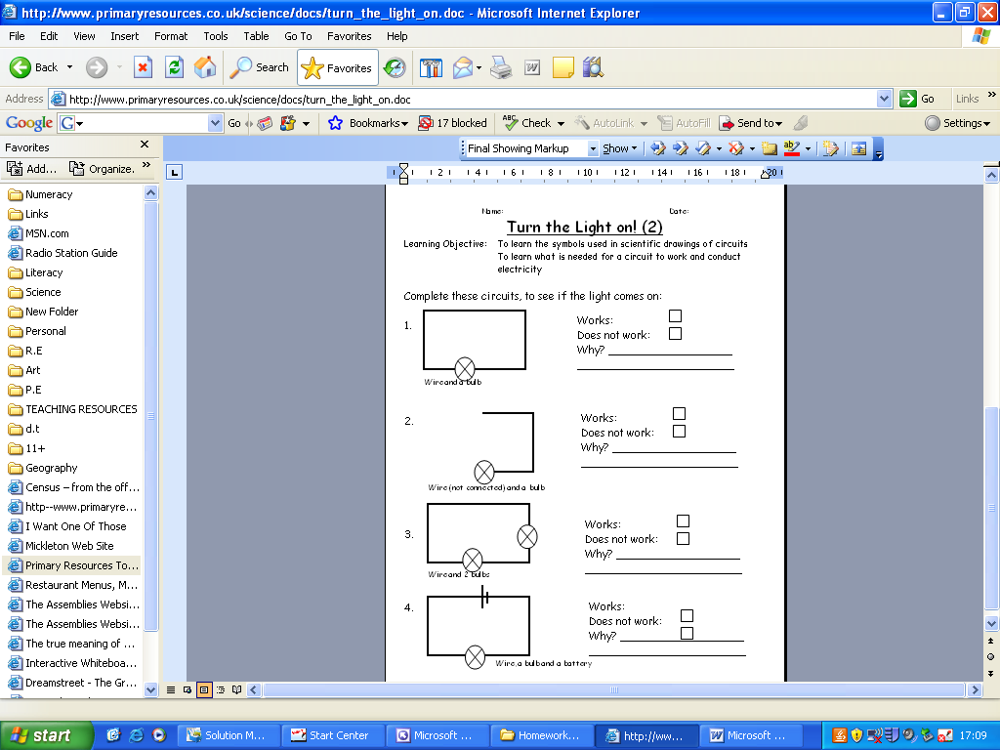 http://www.primaryresources.co.uk/science/docs/turn_the_light_on.doc - Microsoft Internet Explorer
File Edit View Insert Format Tools Table Go To Favorites Help
Back Search Favorites
Address http://www.primaryresources.co.uk/science/docs/turn_the_light_on.doc Go Links »
Google G Go Bookmarks 17 blocked ABC Check AutoLink AutoFill Send to Settings
Favorites
Add... Organize. »
Final Showing Markup Show
2 4 6 8 10 12 14 16 18 20
Numeracy
Links
MSN.com
Radio Station Guide
Literacy
Science
New Folder
Personal
R.E
Art
P.E
TEACHING RESOURCES
d.t
11+
Geography
Census – from the off...
http--www.primaryre...
I Want One Of Those
Mickleton Web Site
Primary Resources To...
Restaurant Menus, M...
The Assemblies Websi...
The Assemblies Websi...
The true meaning of ...
Interactive Whiteboa...
Dreamstreet - The Gr...
Name: Date:
Turn the Light on! (2)
Learning Objective: To learn the symbols used in scientific drawings of circuits
To learn what is needed for a circuit to work and conduct
electricity
Complete these circuits, to see if the light comes on:
1.
Wire and a bulb
Works:
Does not work:
Why?
2.
Wire (not connected) and a bulb
Works:
Does not work:
Why?
3.
Wire and 2 bulbs
Works:
Does not work:
Why?
4.
Wire, a bulb and a battery
Works:
Does not work:
Why?
start Solution M... Start Center Microsoft ... Homework... http://ww... Microsoft ... 17:09